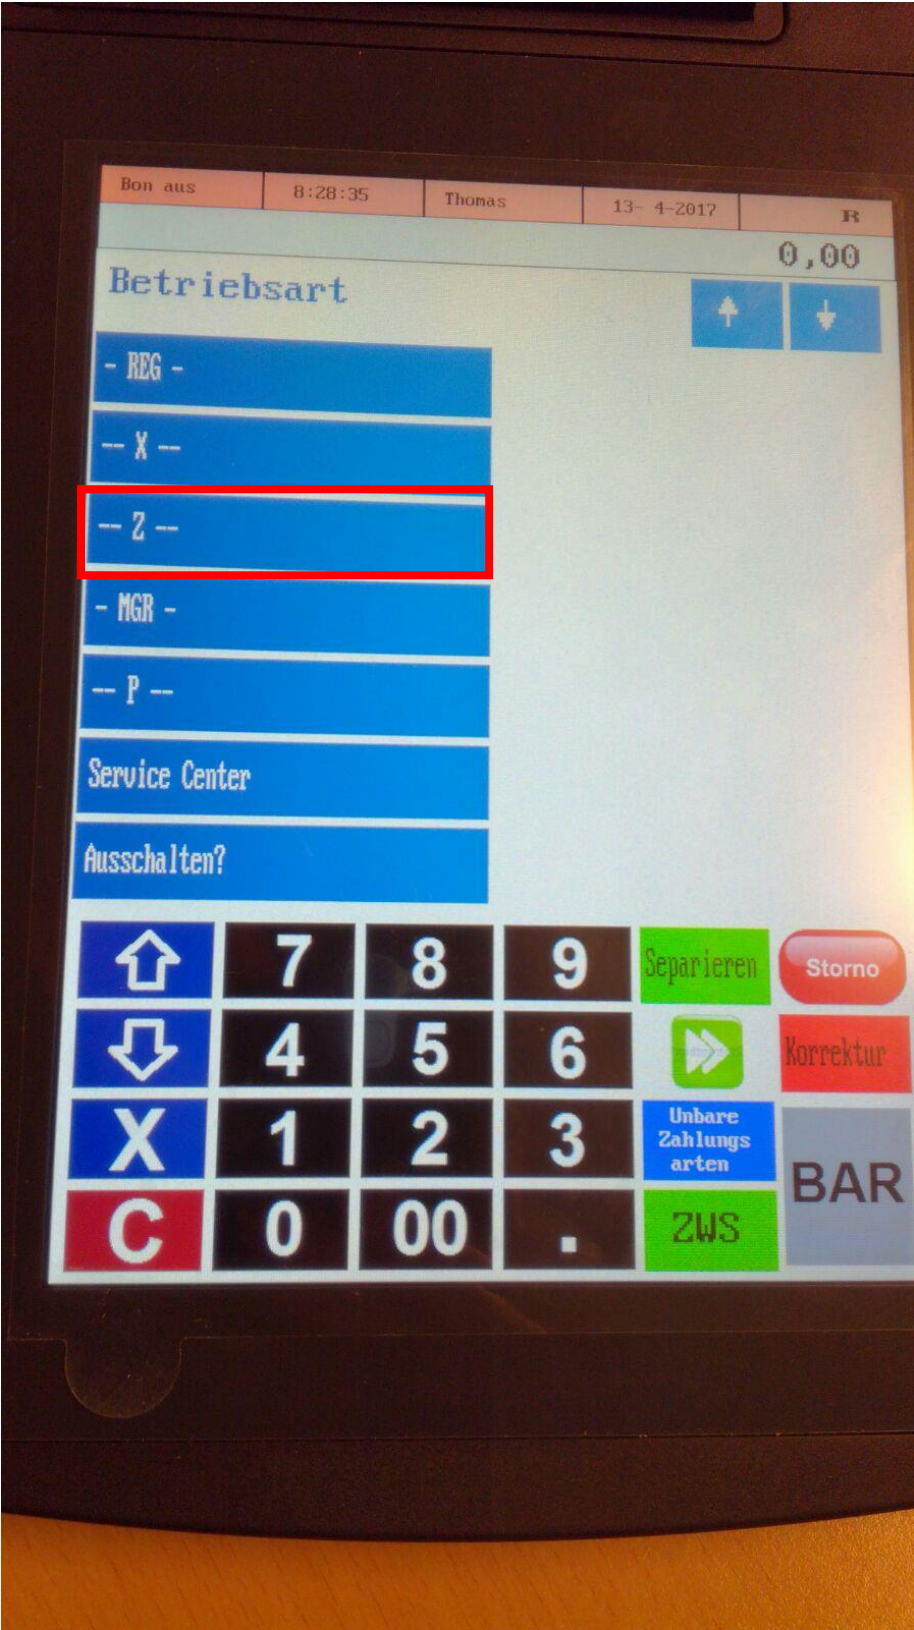 Bon aus 8:28:35 Thomas 13- 4-2017 R
0,00
Betriebsart
- REG -
-- X --
-- Z --
- MGR -
-- P --
Service Center
Ausschalten?
7 8 9 Separieren Storno
4 5 6 Korrektur
X 1 2 3 Unbare
Zahlungs
arten
BAR
C 0 00 . ZWS